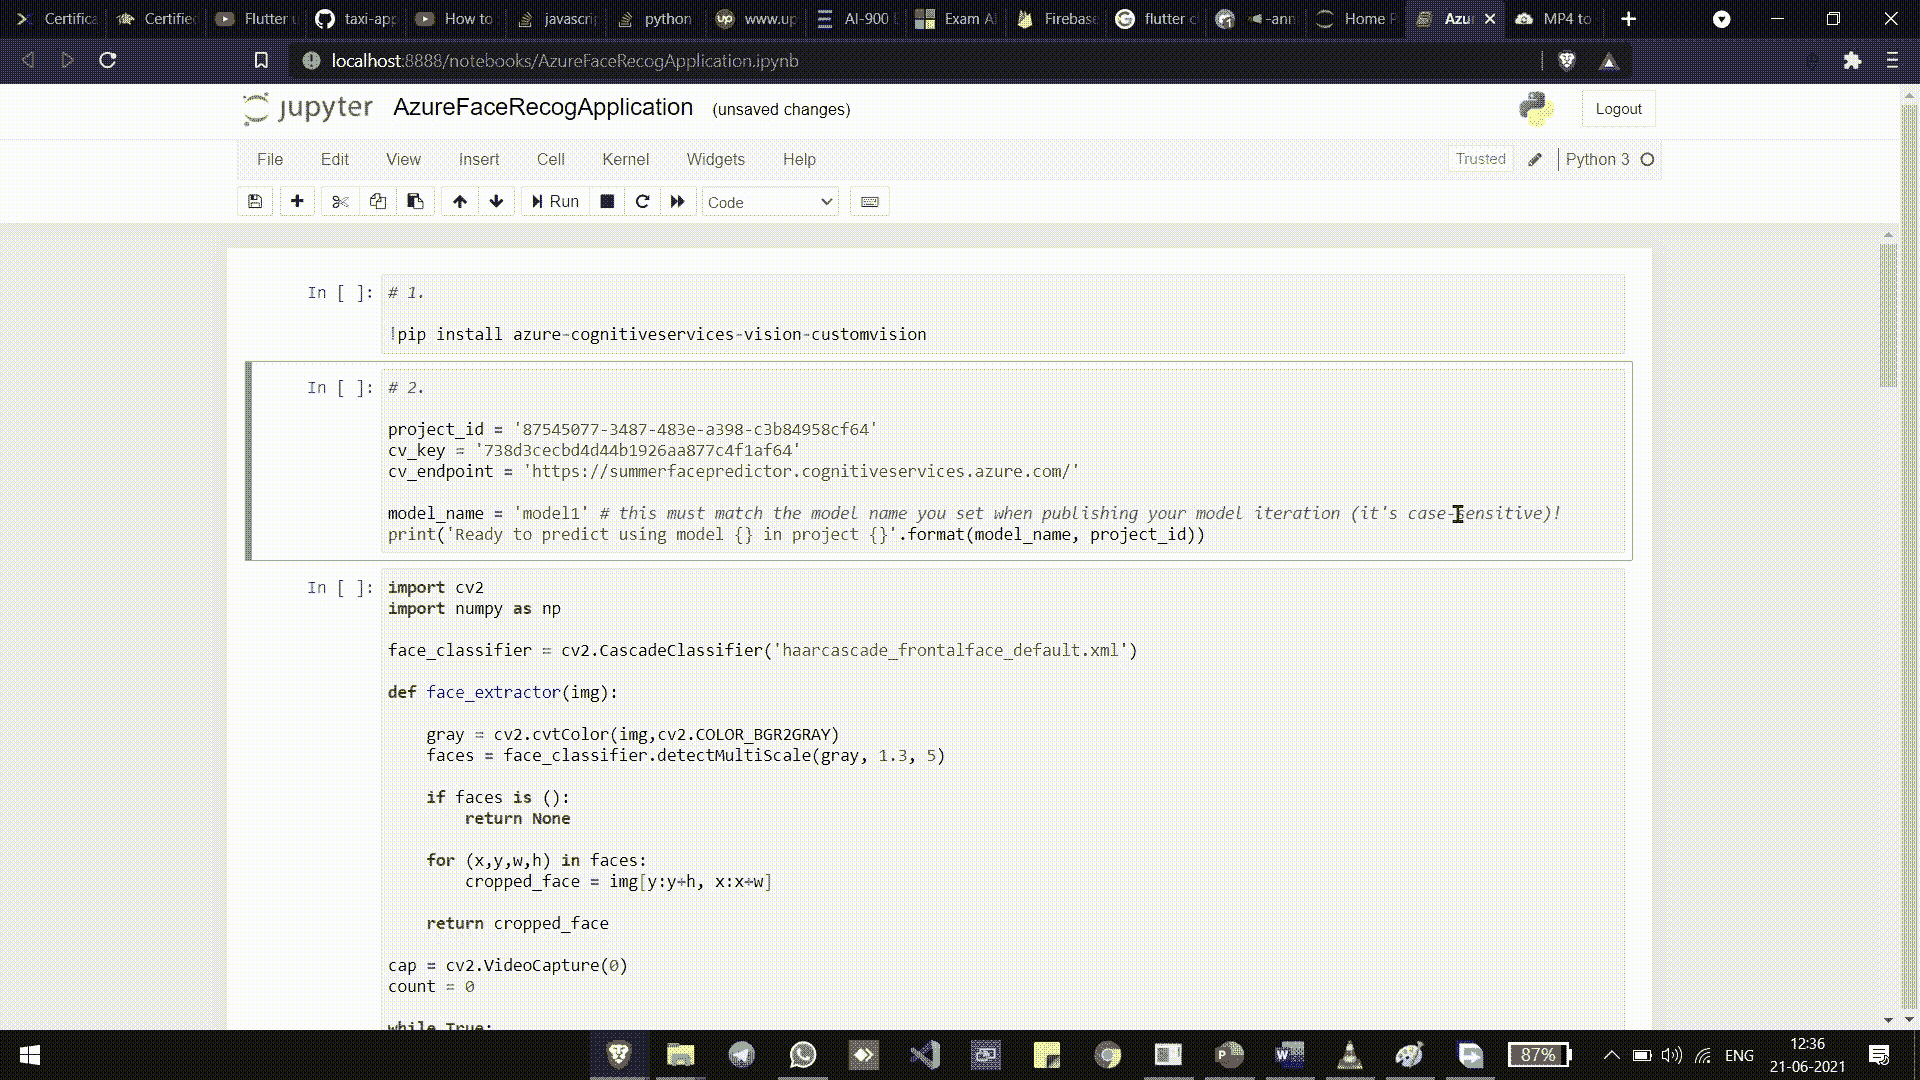 Certifica
Certified
Flutter u
taxi-app
How to
javascri
python
www.up
AI-900
Exam A
Firebase
flutter c
-ann
Home P
Azu
MP4 to
localhost:8888/notebooks/AzureFaceRecogApplication.ipynb
jupyter AzureFaceRecogApplication (unsaved changes)
Logout
File Edit View Insert Cell Kernel Widgets Help
Trusted
Python 3
Run
Code
In [ ]: # 1.
!pip install azure-cognitiveservices-vision-customvision
In [ ]: # 2.
project_id = '87545077-3487-483e-a398-c3b84958cf64'
cv_key = '738d3cecbd4d44b1926aa877c4f1af64'
cv_endpoint = 'https://summerfacepredictor.cognitiveservices.azure.com/'
model_name = 'model1' # this must match the model name you set when publishing your model iteration (it's case-sensitive)!
print('Ready to predict using model {} in project {}'.format(model_name, project_id))
In [ ]: import cv2
import numpy as np
face_classifier = cv2.CascadeClassifier('haarcascade_frontalface_default.xml')
def face_extractor(img):
gray = cv2.cvtColor(img,cv2.COLOR_BGR2GRAY)
faces = face_classifier.detectMultiScale(gray, 1.3, 5)
if faces is ():
return None
for (x,y,w,h) in faces:
cropped_face = img[y:y+h, x:x+w]
return cropped_face
cap = cv2.VideoCapture(0)
count = 0
while True:
87%
ENG
12:36
21-06-2021